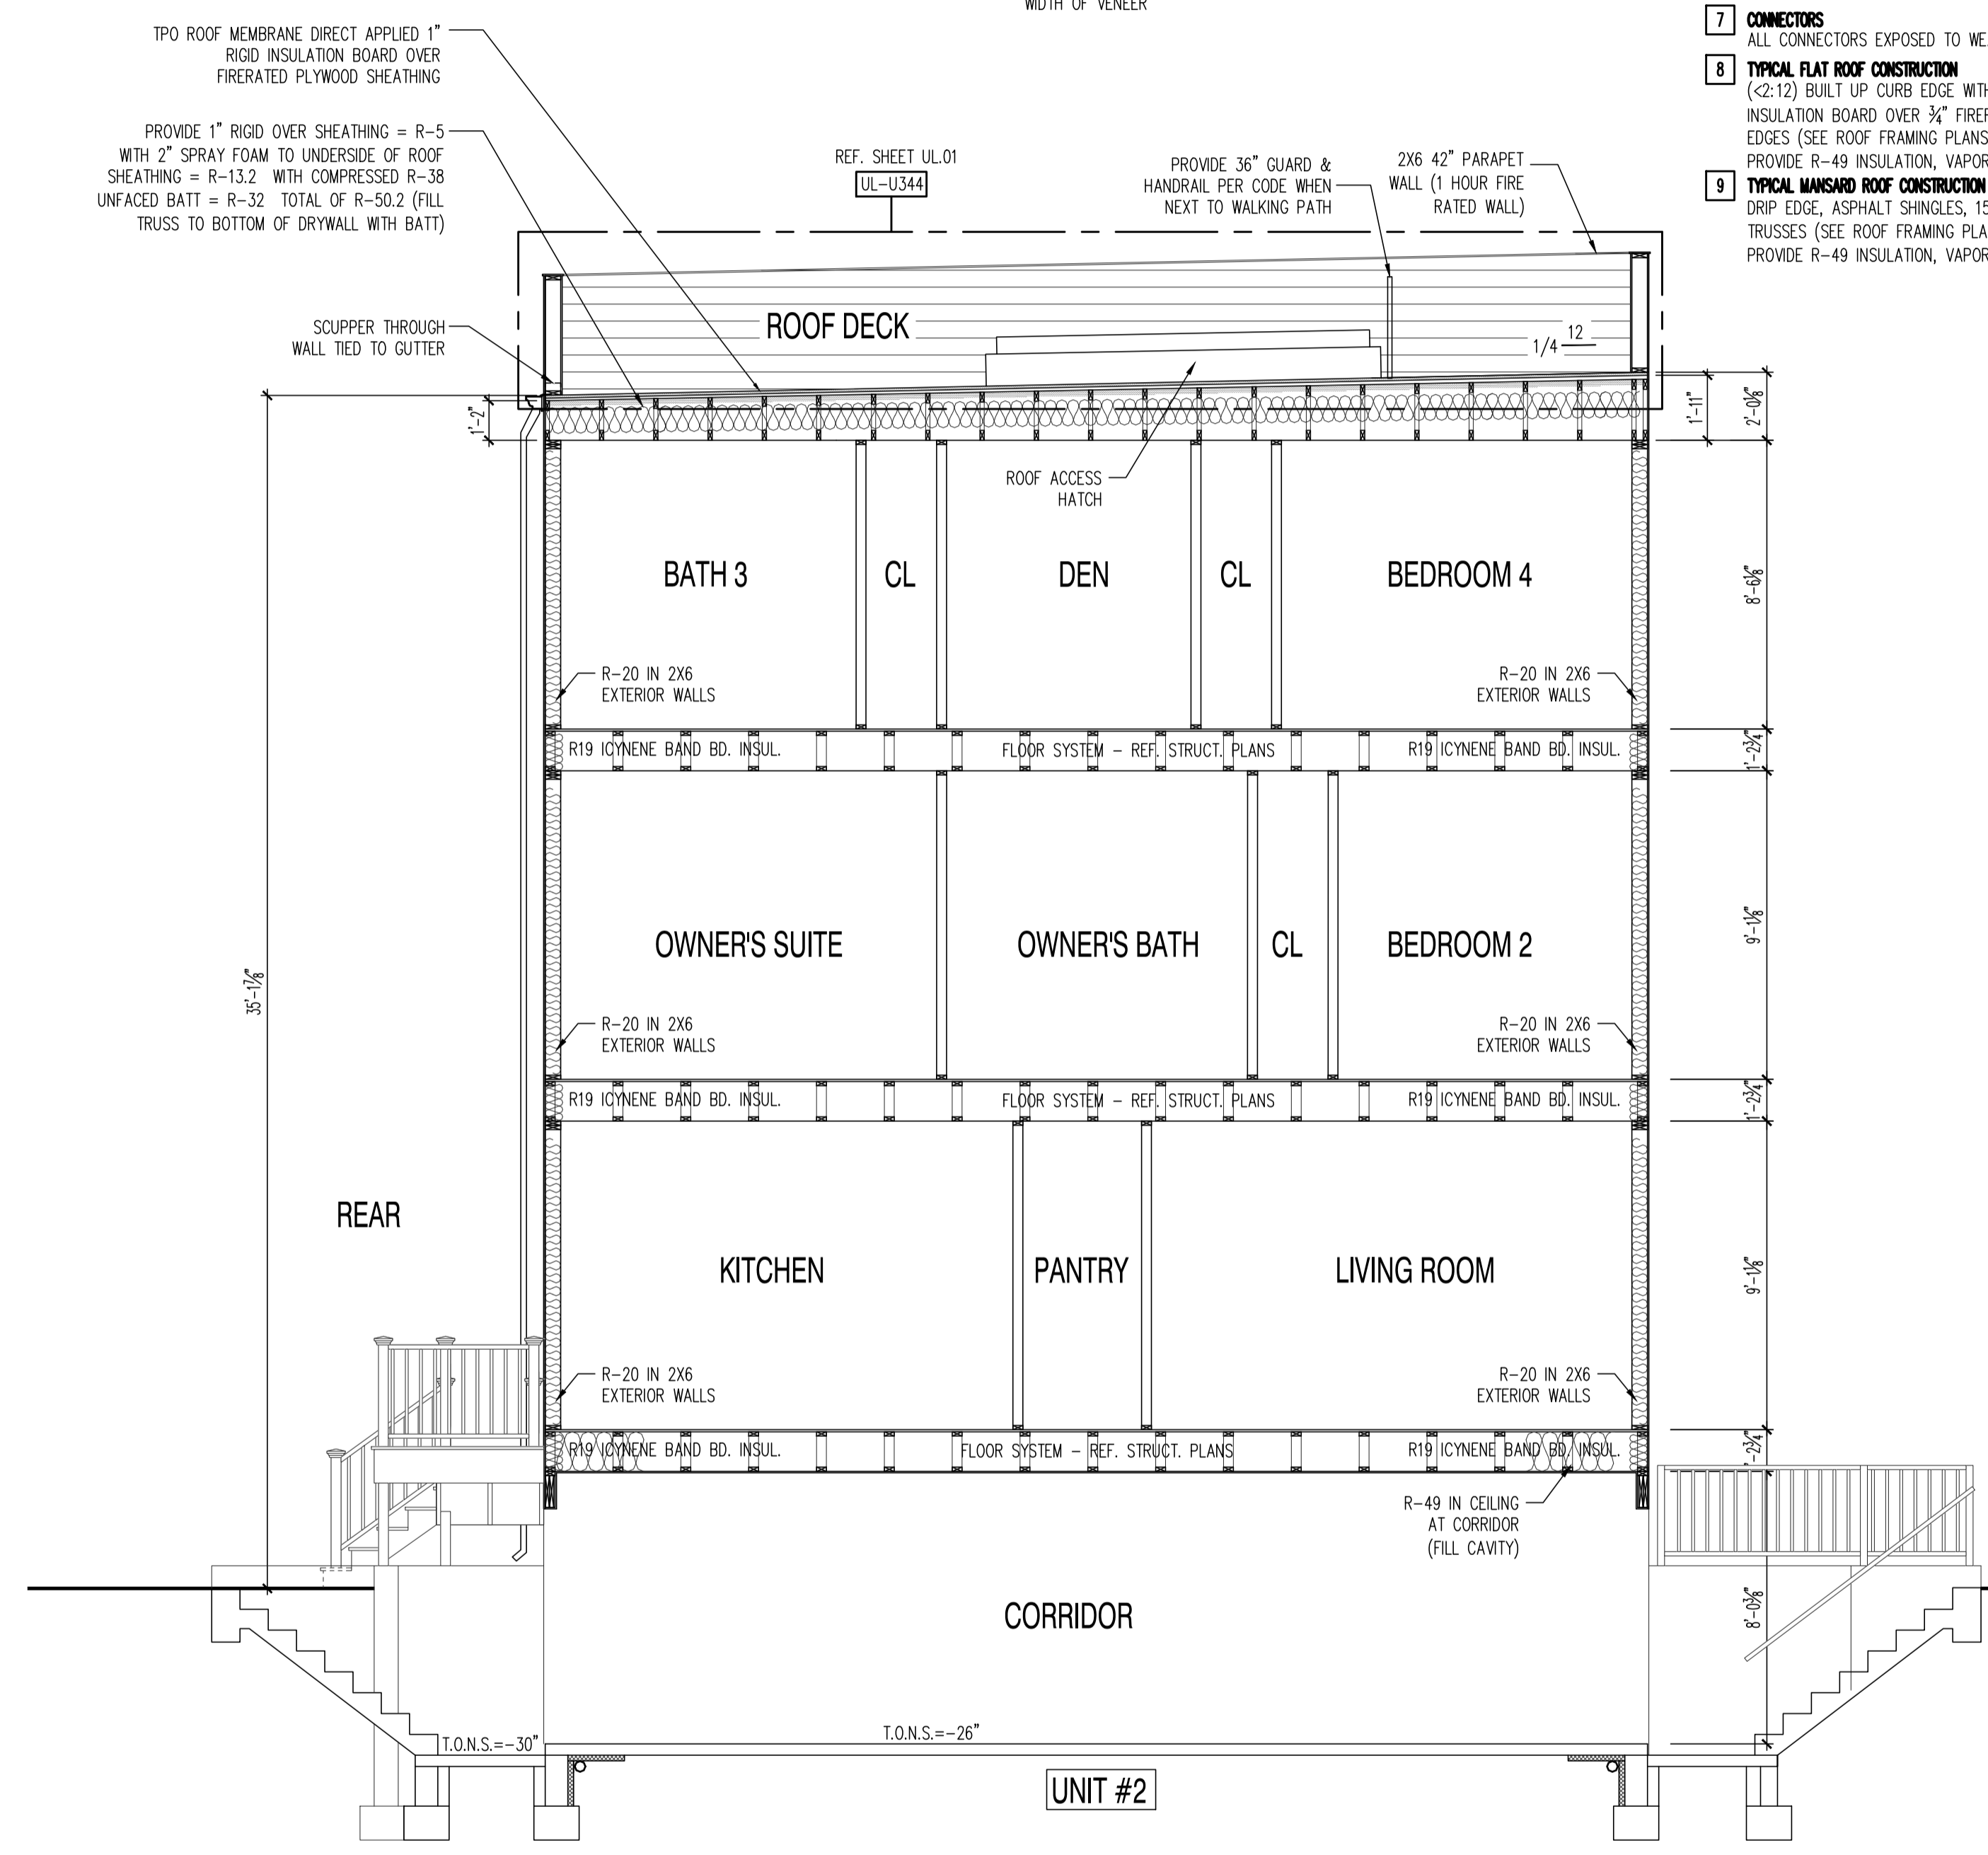 WIDTH OF VENEER
7 CONNECTORS
ALL CONNECTORS EXPOSED TO
8 TYPICAL FLAT ROOF CONSTRUCTION
(<2:12) BUILT UP CURB EDGE
INSULATION BOARD OVER ¾"
EDGES (SEE ROOF FRAMING PLANS
PROVIDE R-49 INSULATION,
9 TYPICAL MANSARD ROOF CONSTRUCTION
DRIP EDGE, ASPHALT SHINGLES,
TRUSSES (SEE ROOF FRAMING
PROVIDE R-49 INSULATION,
TPO ROOF MEMBRANE DIRECT APPLIED 1"
RIGID INSULATION BOARD OVER
FIRERATED PLYWOOD SHEATHING
PROVIDE 1" RIGID OVER SHEATHING = R-5
WITH 2" SPRAY FOAM TO UNDERSIDE OF ROOF
SHEATHING = R-13.2 WITH COMPRESSED R-38
UNFACED BATT = R-32 TOTAL OF R-50.2 (FILL
TRUSS TO BOTTOM OF DRYWALL WITH BATT)
REF. SHEET UL.01
UL-U344
PROVIDE 36" GUARD &
HANDRAIL PER CODE WHEN
NEXT TO WALKING PATH
2X6 42" PARAPET
WALL (1 HOUR FIRE
RATED WALL)
SCUPPER THROUGH
WALL TIED TO GUTTER
ROOF DECK
1/4
12
1'-2"
1'-11"
2'-0⅛"
ROOF ACCESS
HATCH
BATH 3
CL
DEN
CL
BEDROOM 4
8'-6⅛"
R-20 IN 2X6
EXTERIOR WALLS
R-20 IN 2X6
EXTERIOR WALLS
R19 ICYNENE BAND BD. INSUL.
FLOOR SYSTEM - REF. STRUCT. PLANS
R19 ICYNENE BAND BD. INSUL.
1'-2¾"
OWNER'S SUITE
OWNER'S BATH
CL
BEDROOM 2
9'-1⅛"
35'-1⅞"
R-20 IN 2X6
EXTERIOR WALLS
R-20 IN 2X6
EXTERIOR WALLS
R19 ICYNENE BAND BD. INSUL.
FLOOR SYSTEM - REF. STRUCT. PLANS
R19 ICYNENE BAND BD. INSUL.
1'-2¾"
REAR
KITCHEN
PANTRY
LIVING ROOM
9'-1⅛"
R-20 IN 2X6
EXTERIOR WALLS
R-20 IN 2X6
EXTERIOR WALLS
R19 ICYNENE BAND BD. INSUL.
FLOOR SYSTEM - REF. STRUCT. PLANS
R19 ICYNENE BAND BD. INSUL.
1'-2¾"
R-49 IN CEILING
AT CORRIDOR
(FILL CAVITY)
CORRIDOR
8'-0⅜"
T.O.N.S.=-30"
T.O.N.S.=-26"
UNIT #2